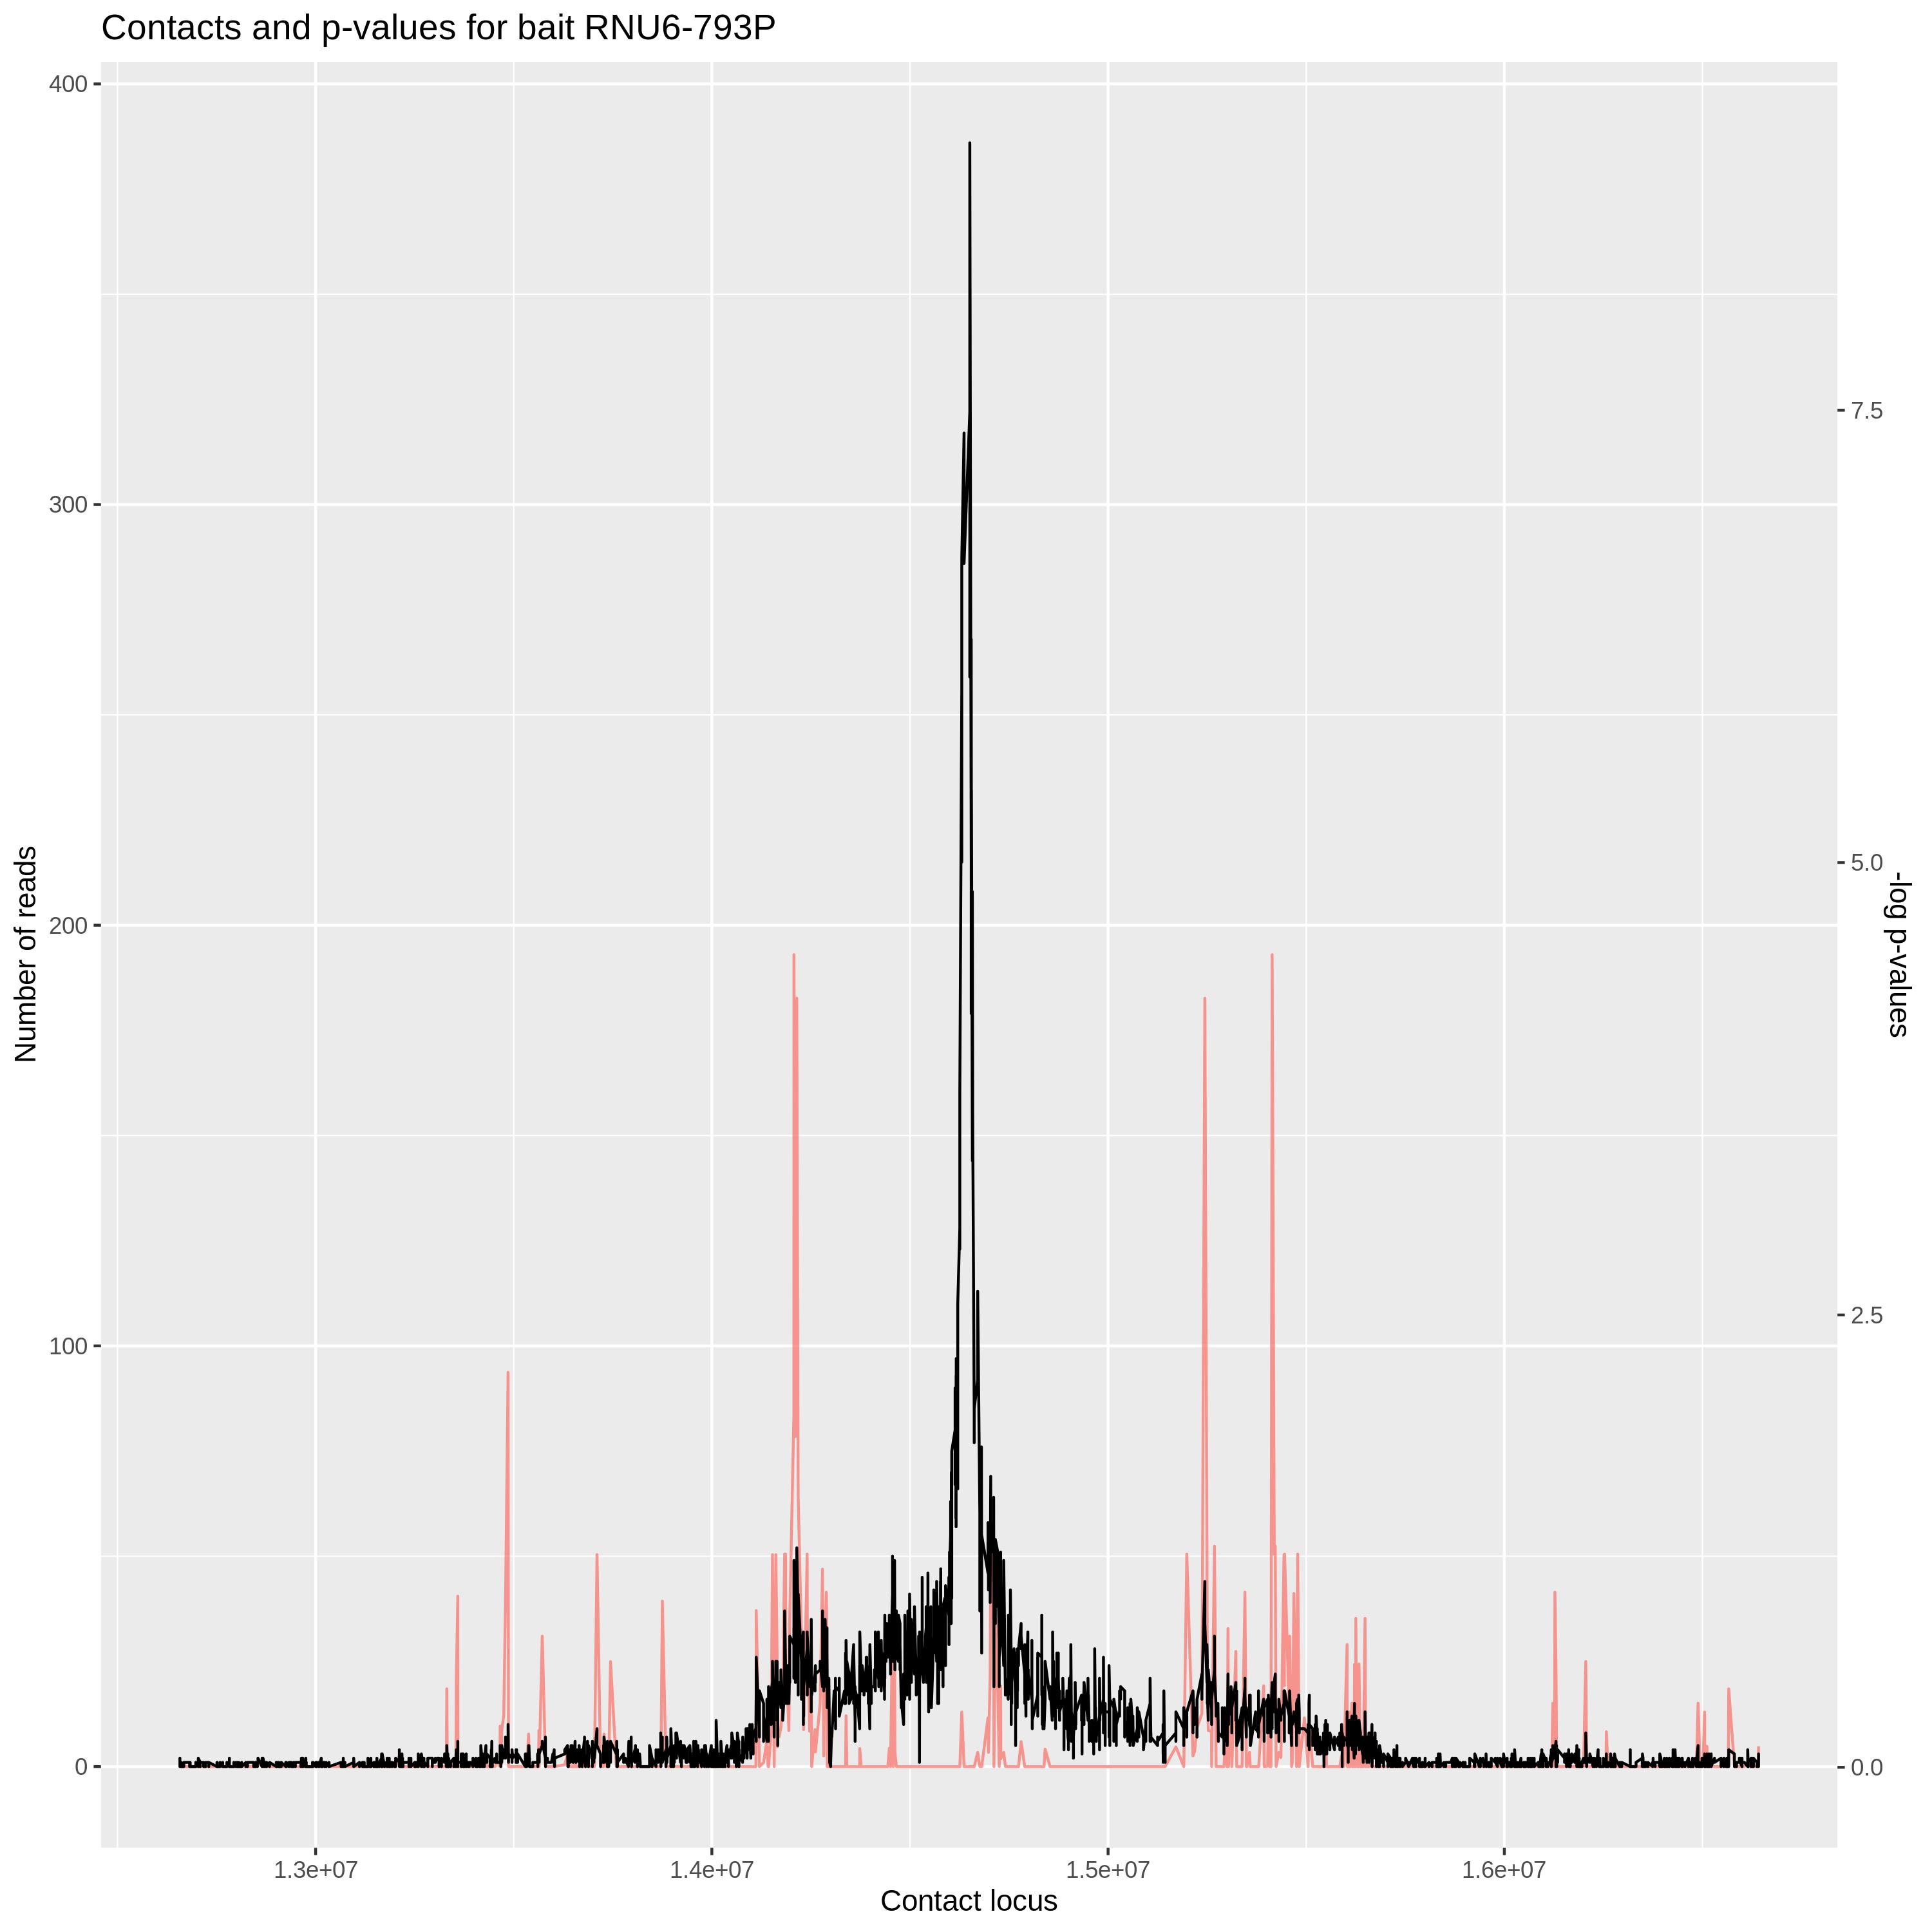 Contacts and p-values for bait RNU6-793P
400
300
200
100
0
Number of reads
7.5
5.0
2.5
0.0
-log p-values
1.3e+07
1.4e+07
1.5e+07
1.6e+07
Contact locus